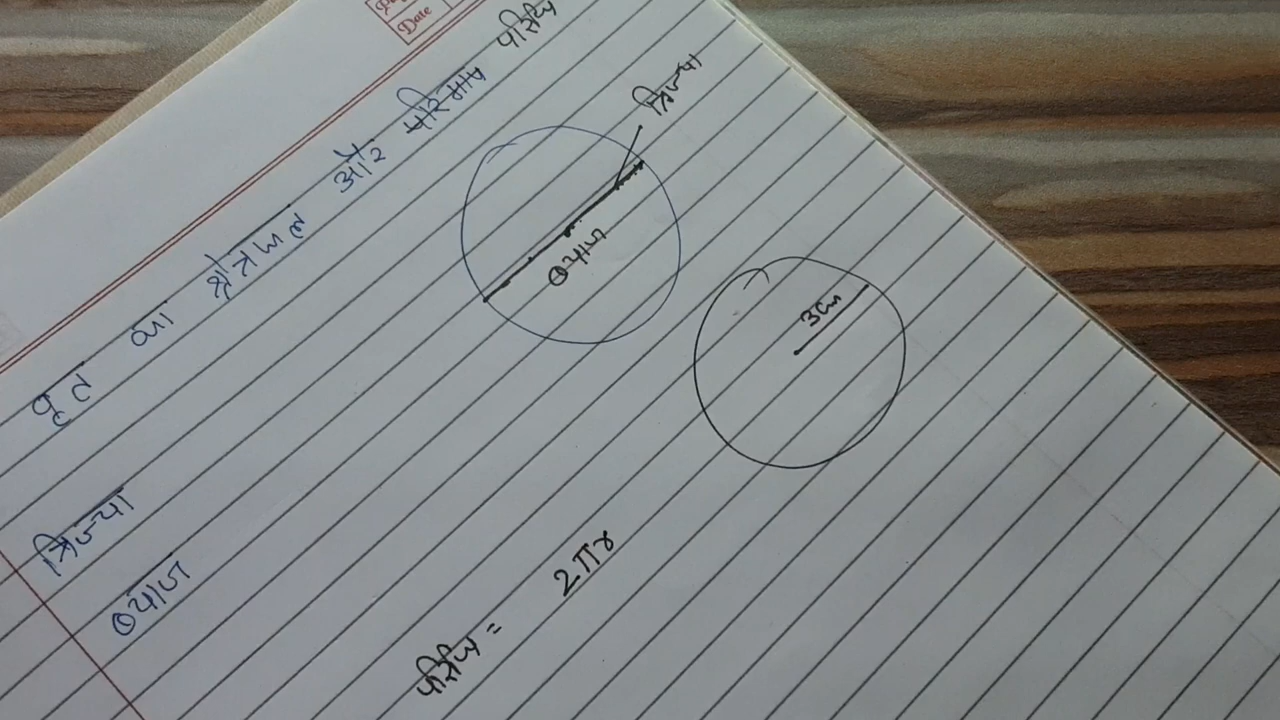 Date
वृत का क्षेत्रफल और परिमाप परिधि
त्रिज्या
व्यास
त्रिज्या
व्यास
3cm
परिधि = 2πr